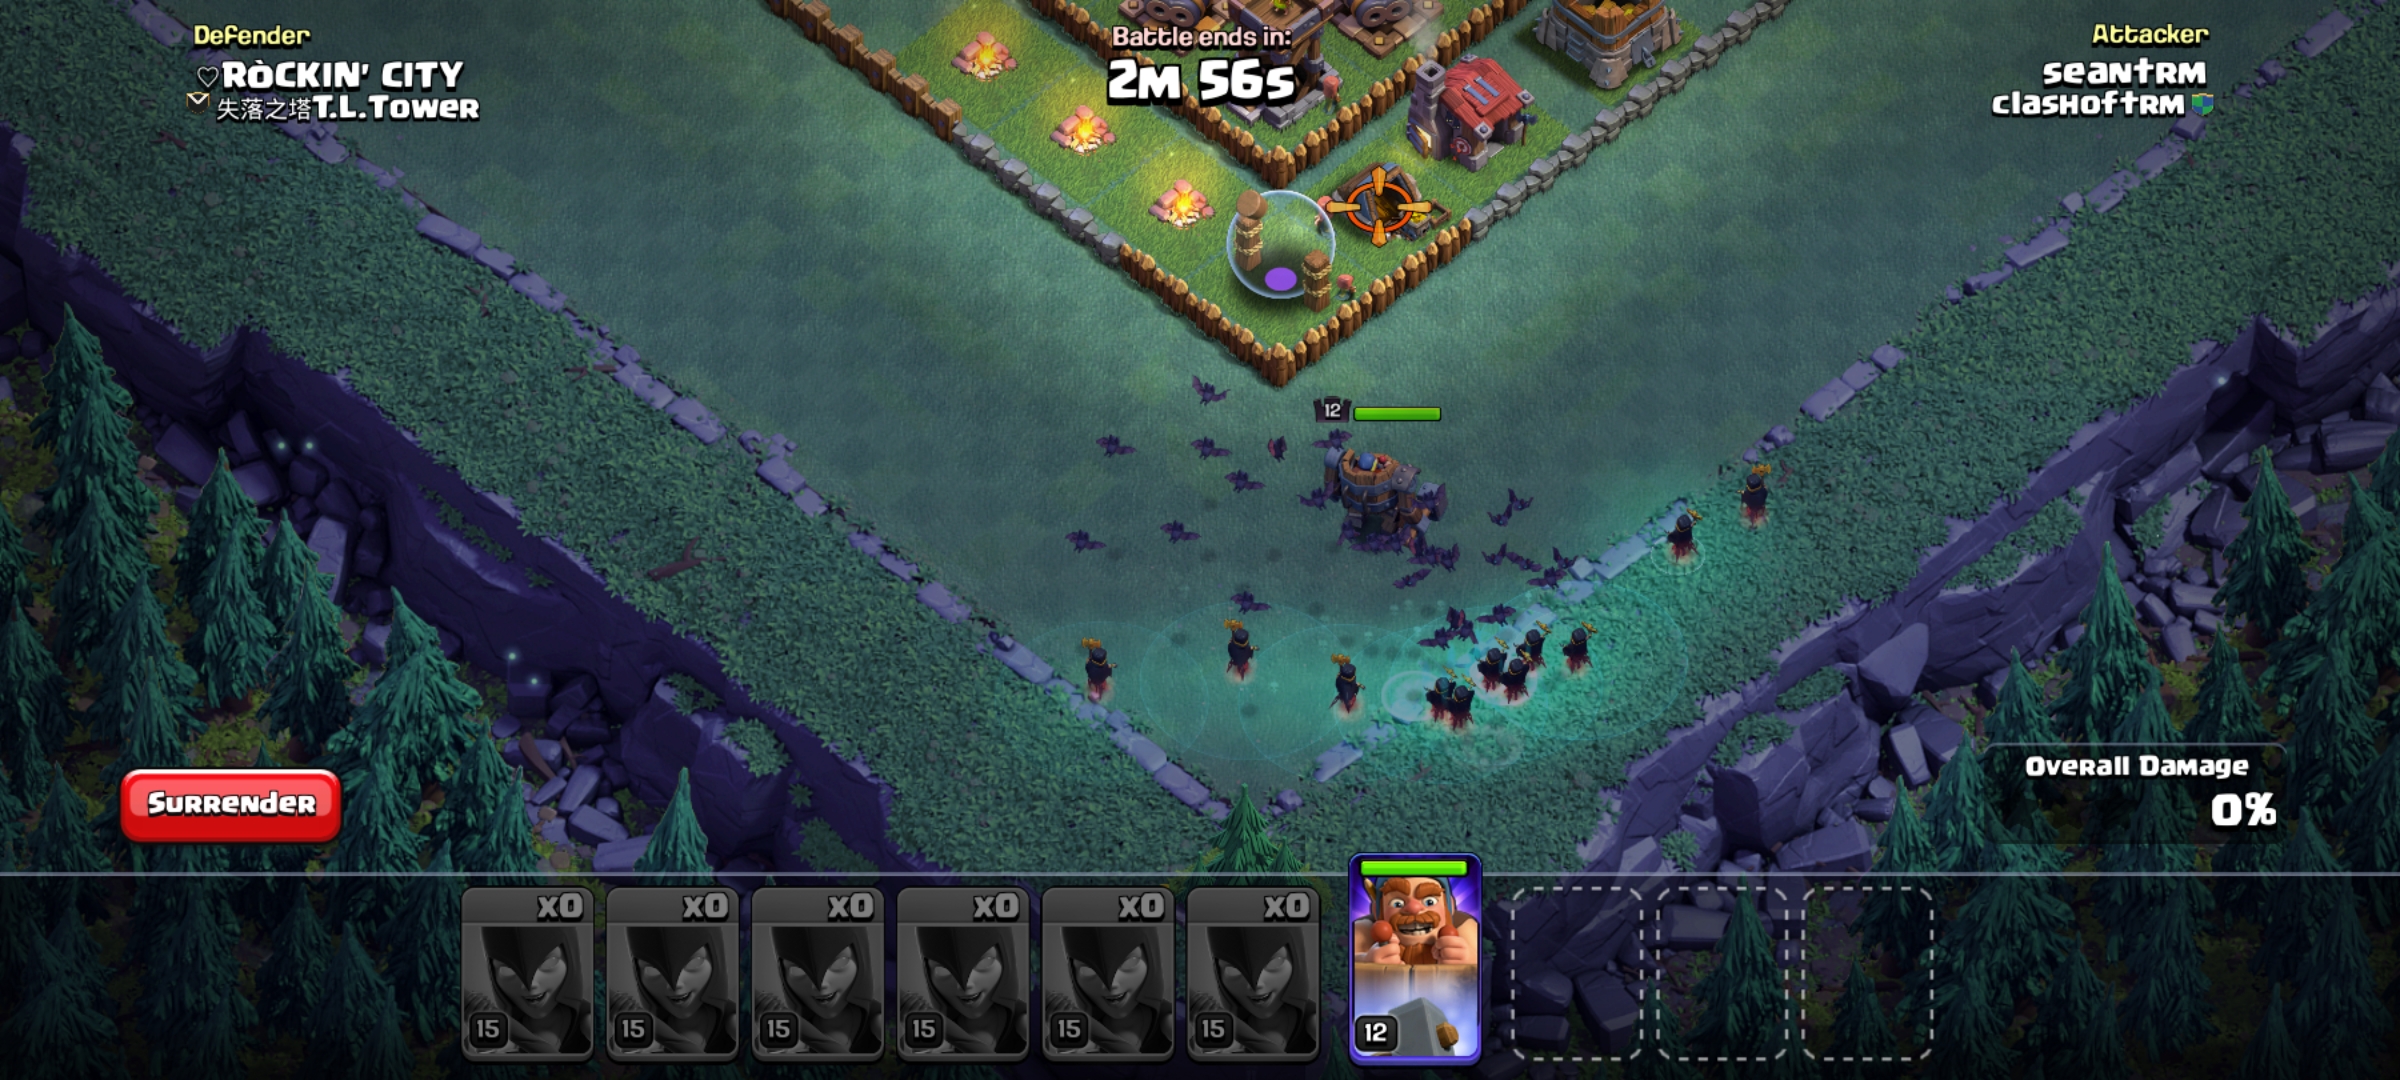 Defender
♡RÒCKIN' CITY
失落之塔T.L.Tower
Battle ends in:
2M 56s
Attacker
seantRM
clashoftRM
12
Surrender
Overall Damage
0%
x0 x0 x0 x0 x0 x0
15 15 15 15 15 15 12